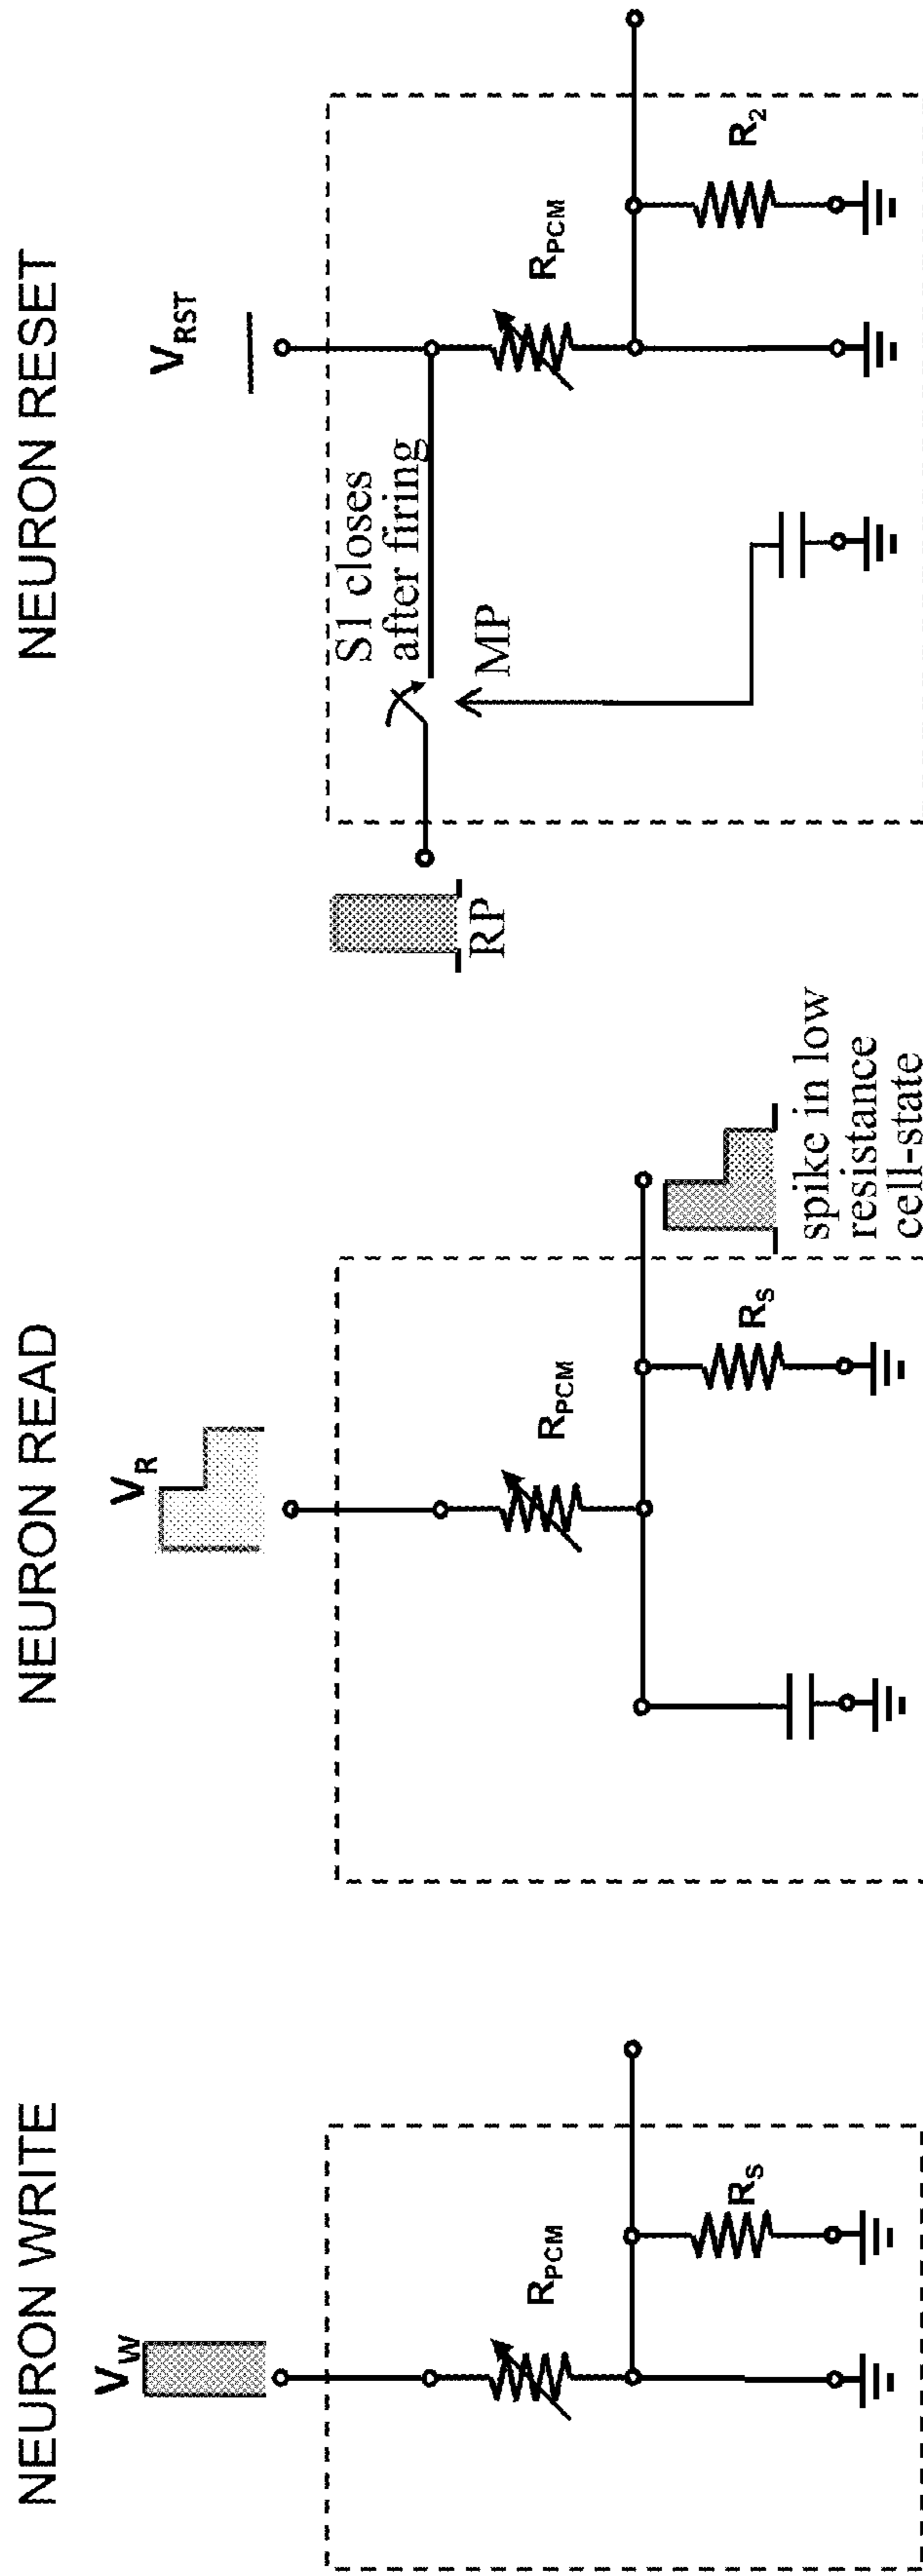 NEURON WRITE
V_W
R_PCM
R_S
NEURON READ
V_R
R_PCM
R_S
spike in low
resistance
cell-state
NEURON RESET
V_RST
RP
S1 closes
after firing
MP
R_PCM
R_2